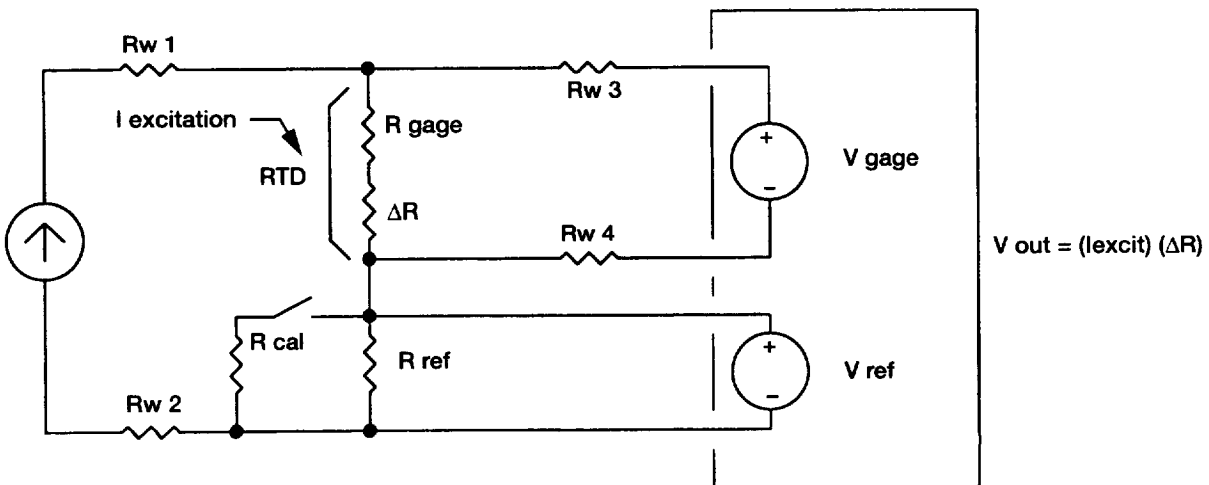 Rw 1
Rw 3
I excitation
R gage
RTD
ΔR
+
V gage
-
Rw 4
V out = (Iexcit) (ΔR)
R cal
R ref
+
V ref
-
Rw 2